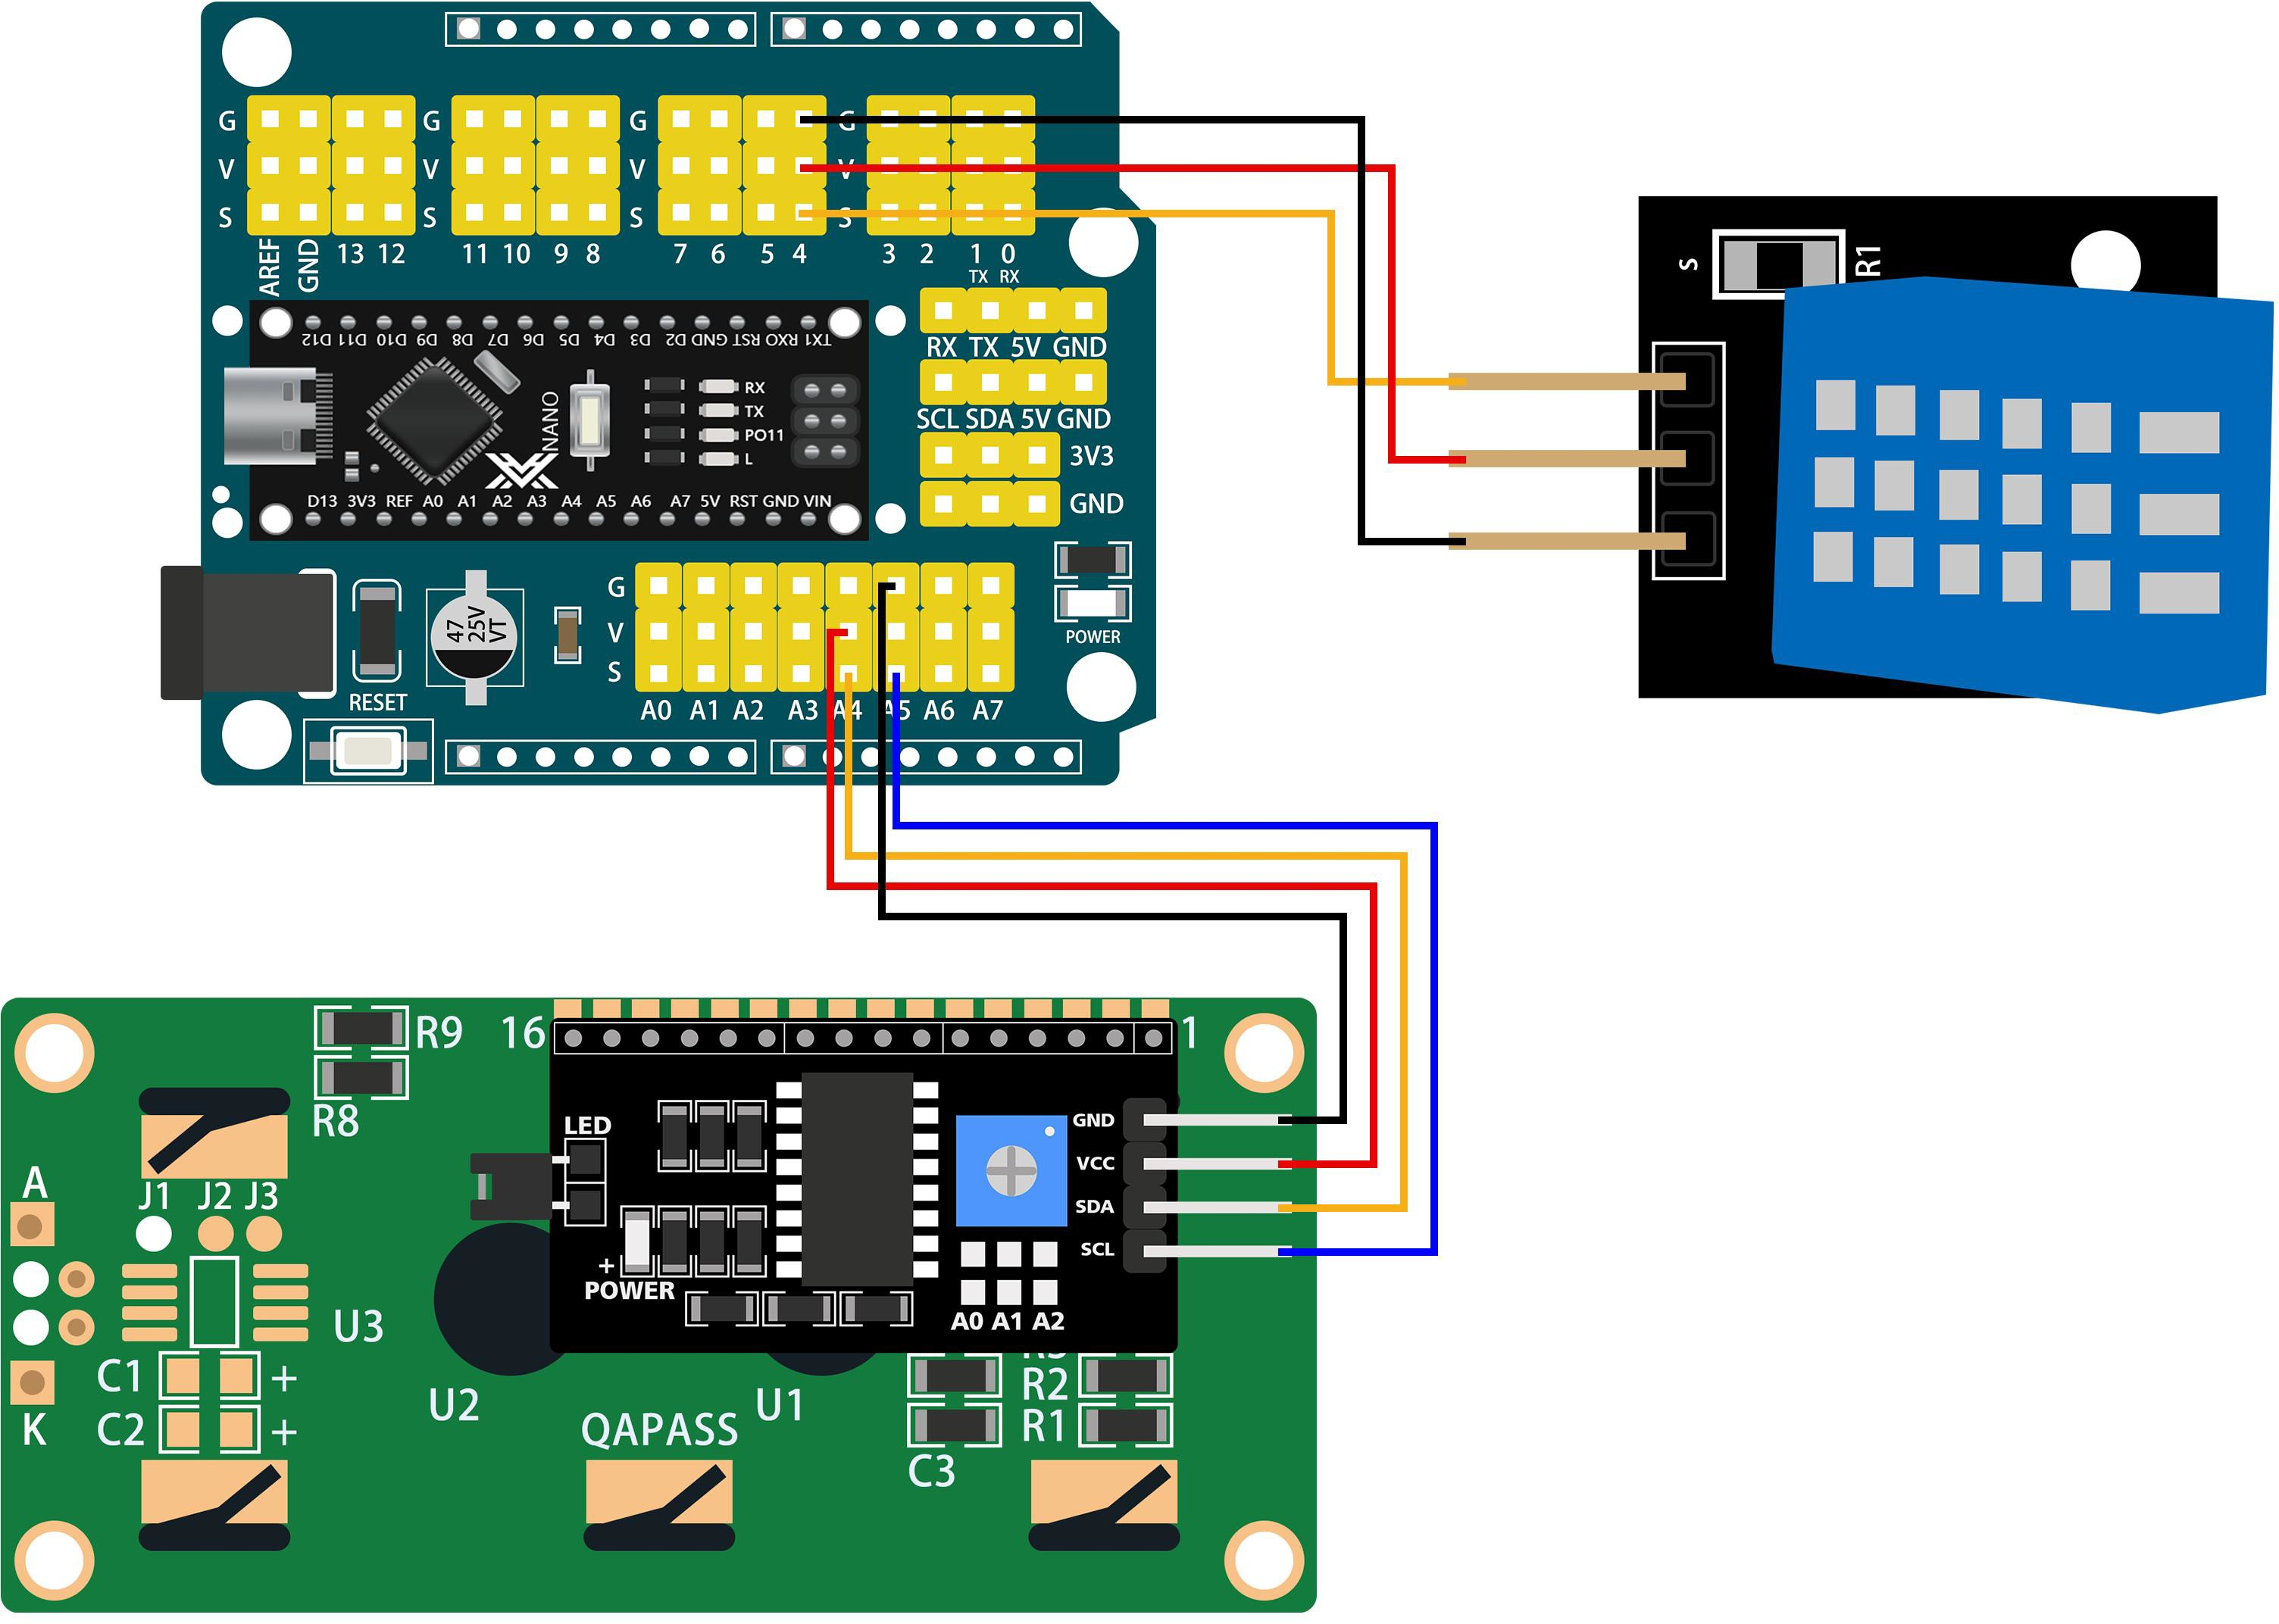 G G G G
V V V V
S S S S
AREF GND 13 12 11 10 9 8 7 6 5 4 3 2 1 0
TX RX
D12 D11 D10 D9 D8 D7 D6 D5 D4 D3 D2 GND RST RX0 TX1
RX TX 5V GND
SCL SDA 5V GND
3V3
GND
NANO
RX
TX
PO11
L
D13 3V3 REF A0 A1 A2 A3 A4 A5 A6 A7 5V RST GND VIN
47
25V
VT
RESET
G
V
S
A0 A1 A2 A3 A4 A5 A6 A7
POWER
S
R1
R9
R8
16
1
LED
GND
VCC
SDA
SCL
+
POWER
A0 A1 A2
A
J1 J2 J3
U3
C1 +
C2 +
K
U2
U1
QAPASS
R2
R1
C3